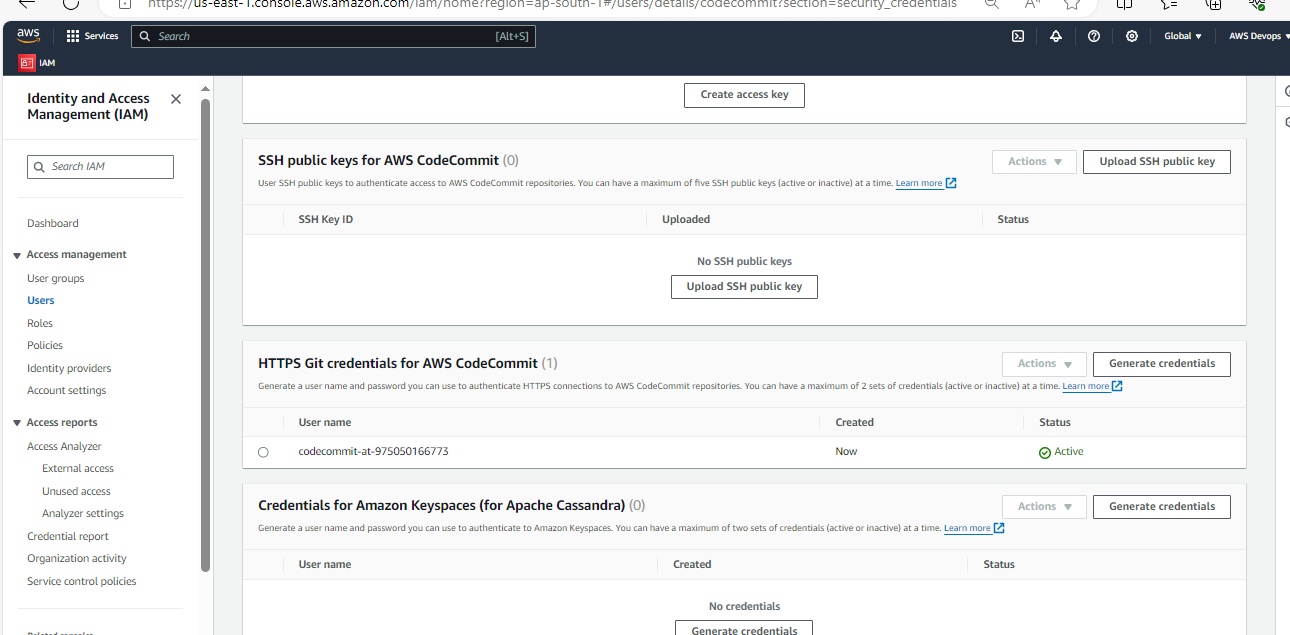 https://us-east-1.console.aws.amazon.com/iam/home?region=ap-south-1#/users/details/codecommit?section=security_credentials
aws
Services
Search
[Alt+S]
Global
AWS Devops
IAM
Identity and Access
Management (IAM)
Search IAM
Dashboard
Access management
User groups
Users
Roles
Policies
Identity providers
Account settings
Access reports
Access Analyzer
External access
Unused access
Analyzer settings
Credential report
Organization activity
Service control policies
Create access key
SSH public keys for AWS CodeCommit (0)
Actions
Upload SSH public key
User SSH public keys to authenticate access to AWS CodeCommit repositories. You can have a maximum of five SSH public keys (active or inactive) at a time. Learn more
SSH Key ID
Uploaded
Status
No SSH public keys
Upload SSH public key
HTTPS Git credentials for AWS CodeCommit (1)
Actions
Generate credentials
Generate a user name and password you can use to authenticate HTTPS connections to AWS CodeCommit repositories. You can have a maximum of 2 sets of credentials (active or inactive) at a time. Learn more
User name
Created
Status
codecommit-at-975050166773
Now
Active
Credentials for Amazon Keyspaces (for Apache Cassandra) (0)
Actions
Generate credentials
Generate a user name and password you can use to authenticate to Amazon Keyspaces. You can have a maximum of two sets of credentials (active or inactive) at a time. Learn more
User name
Created
Status
No credentials
Generate credentials